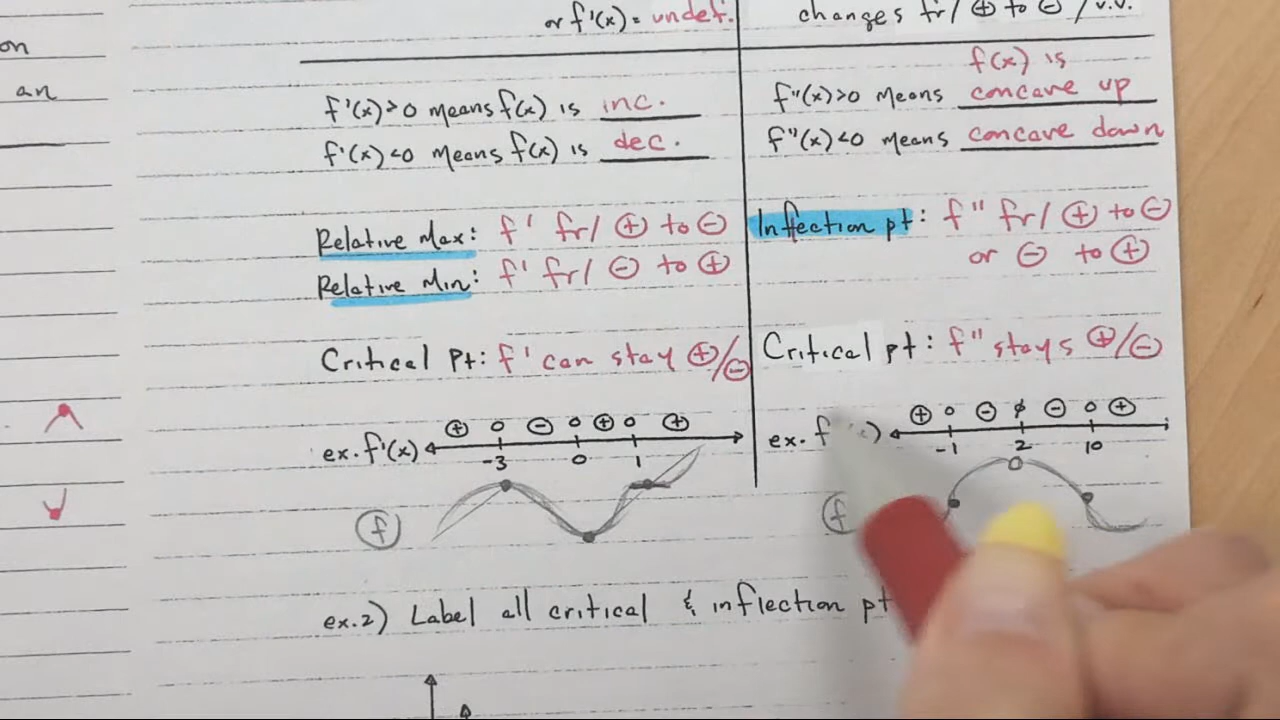 on
an
or f'(x) = undef.
changes fr/ ⊕ to ⊖ / v.v.
f'(x)>0 means f(x) is inc.
f'(x)<0 means f(x) is dec.
f(x) is
f"(x)>0 means concave up
f"(x)<0 means concave down
Relative Max: f' fr/ ⊕ to ⊖
Relative Min: f' fr/ ⊖ to ⊕
Inflection pt: f" fr/ ⊕ to ⊖
or ⊖ to ⊕
Critical Pt: f' can stay ⊕/⊖
Critical pt: f" stays ⊕/⊖
⊕ 0 ⊖ 0 ⊕ 0 ⊕
ex. f'(x)
-3 0 1
f
⊕ 0 ⊖ ∅ ⊖ 0 ⊕
ex. f
-1 2 10
f
ex.2) Label all critical & inflection pt